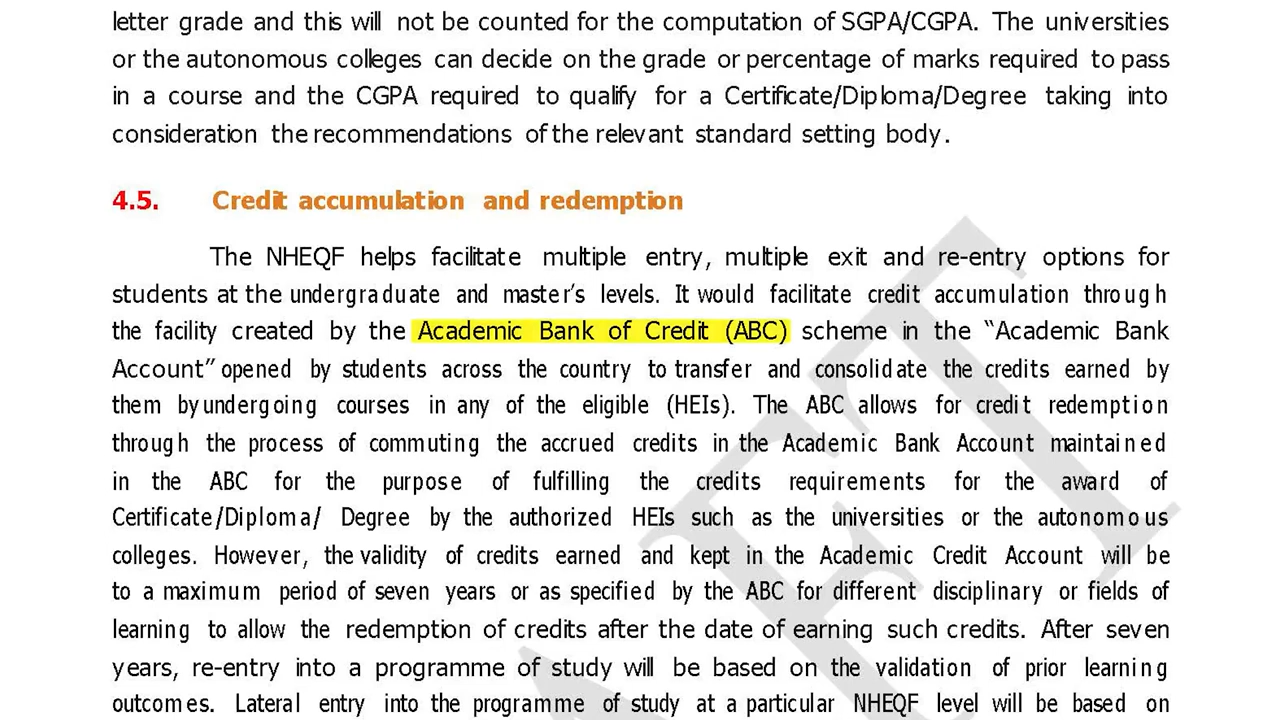 letter grade and this will not be counted for the computation of SGPA/CGPA. The universities
or the autonomous colleges can decide on the grade or percentage of marks required to pass
in a course and the CGPA required to qualify for a Certificate/Diploma/Degree taking into
consideration the recommendations of the relevant standard setting body.
4.5. Credit accumulation and redemption
The NHEQF helps facilitate multiple entry, multiple exit and re-entry options for
students at the undergraduate and master's levels. It would facilitate credit accumulation through
the facility created by the Academic Bank of Credit (ABC) scheme in the “Academic Bank
Account” opened by students across the country to transfer and consolidate the credits earned by
them by undergoing courses in any of the eligible (HEIs). The ABC allows for credit redemption
through the process of commuting the accrued credits in the Academic Bank Account maintained
in the ABC for the purpose of fulfilling the credits requirements for the award of
Certificate/Diploma/ Degree by the authorized HEIs such as the universities or the autonomous
colleges. However, the validity of credits earned and kept in the Academic Credit Account will be
to a maximum period of seven years or as specified by the ABC for different disciplinary or fields of
learning to allow the redemption of credits after the date of earning such credits. After seven
years, re-entry into a programme of study will be based on the validation of prior learning
outcomes. Lateral entry into the programme of study at a particular NHEQF level will be based on